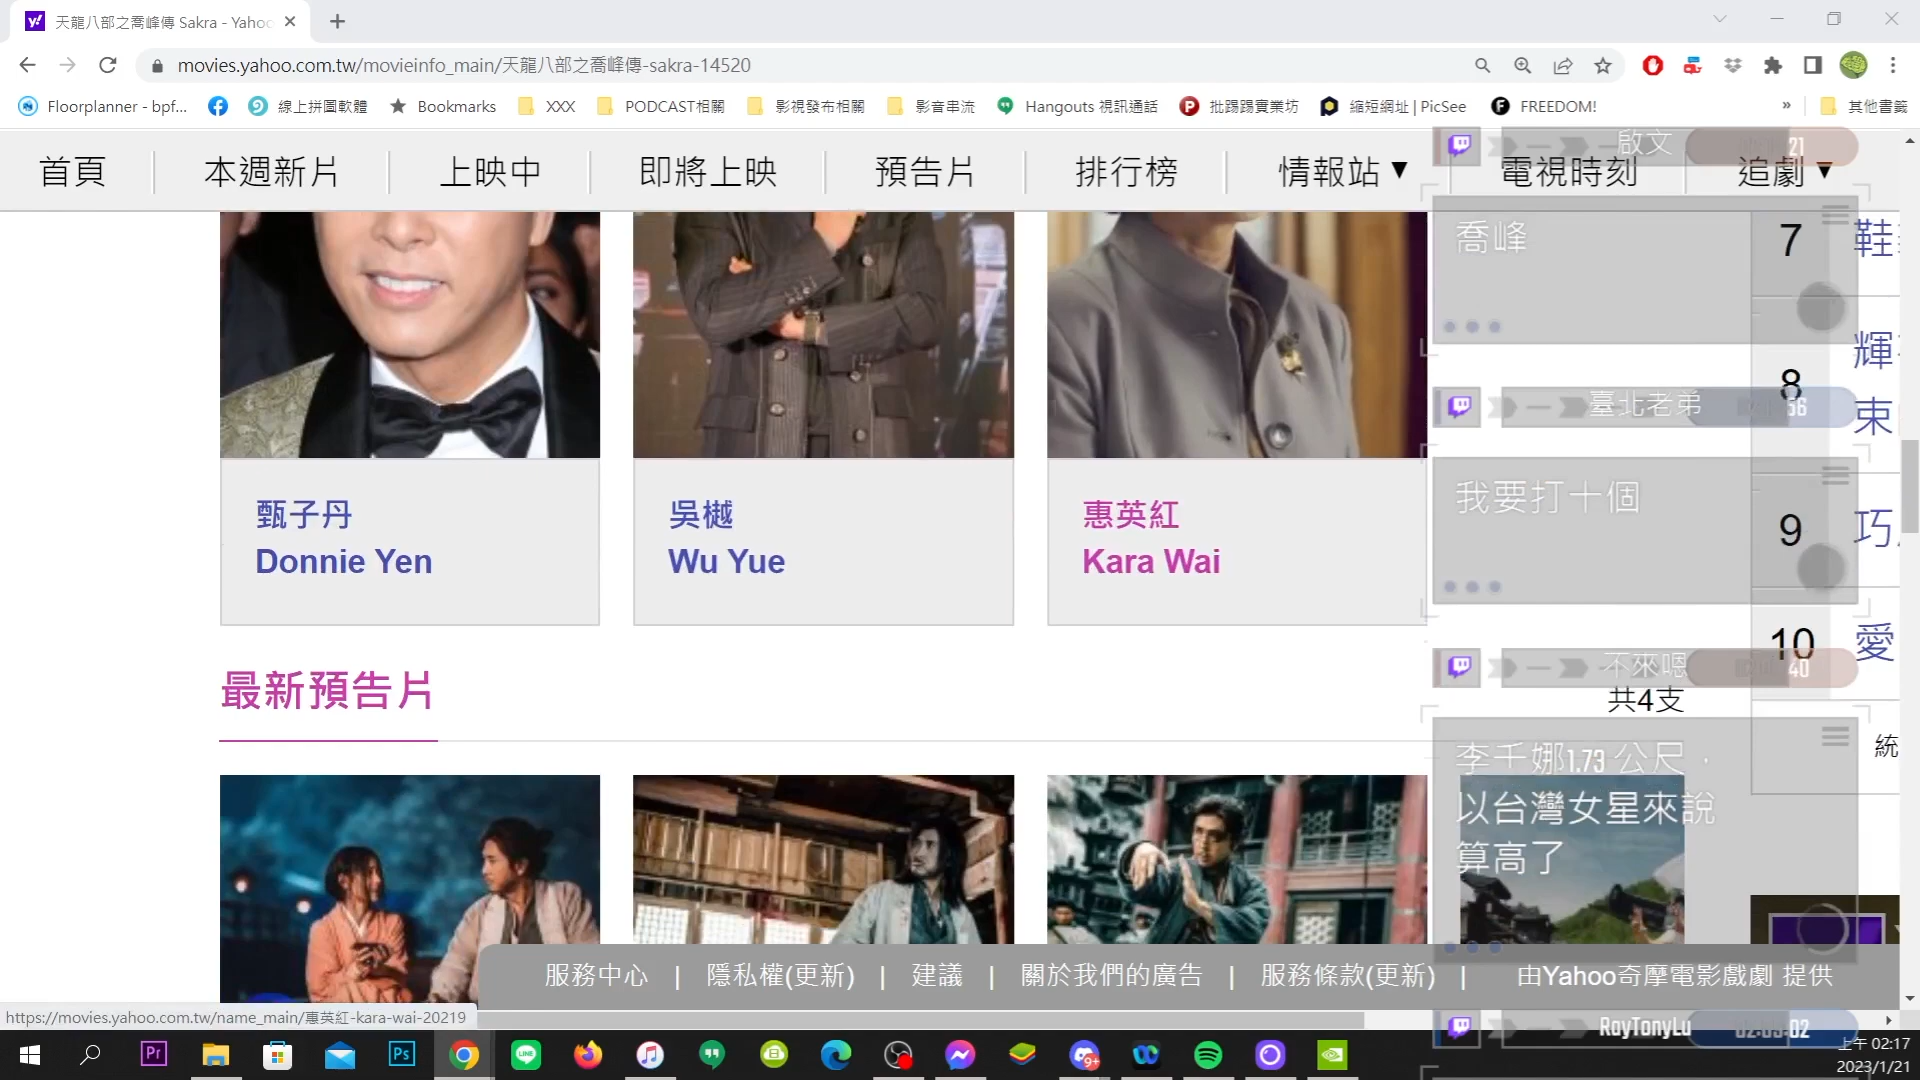 天龍八部之喬峰傳 Sakra - Yahoo
movies.yahoo.com.tw/movieinfo_main/天龍八部之喬峰傳-sakra-14520
Floorplanner - bpf...
線上拼圖軟體
Bookmarks
XXX
PODCAST相關
影視發布相關
影音串流
Hangouts 視訊通話
批踢踢實業坊
縮短網址 | PicSee
FREEDOM!
»
其他書籤
首頁
本週新片
上映中
即將上映
預告片
排行榜
情報站▼
電視時刻
追劇▼
啟文
21
喬峰
7
鞋
8
輝
束
臺北老弟
56
我要打十個
9
巧
甄子丹
Donnie Yen
吳樾
Wu Yue
惠英紅
Kara Wai
10
愛
不來嗯
40
最新預告片
共4支
統
李千娜1.73 公尺，
以台灣女星來說
算高了
服務中心 | 隱私權(更新) | 建議 | 關於我們的廣告 | 服務條款(更新) | 由Yahoo奇摩電影戲劇 提供
https://movies.yahoo.com.tw/name_main/惠英紅-kara-wai-20219
RayTonyLu
Pr
Ps
LINE
9+
上午 02:17
2023/1/21